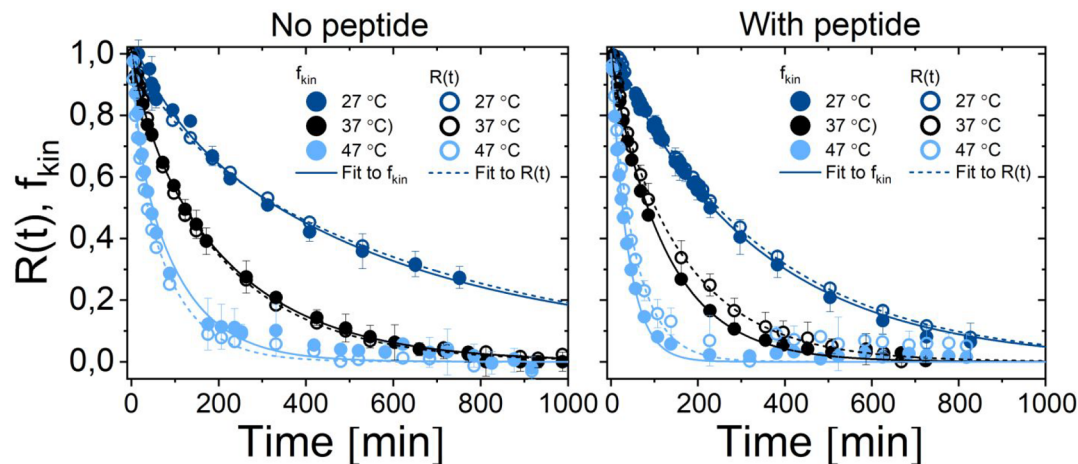 No peptide
With peptide
R(t), f_kin
1,0
0,8
0,6
0,4
0,2
0,0
f_kin R(t)
27 °C 27 °C
37 °C) 37 °C
47 °C 47 °C
Fit to f_kin Fit to R(t)
0 200 400 600 800 1000
Time [min]
f_kin R(t)
27 °C 27 °C
37 °C) 37 °C
47 °C 47 °C
Fit to f_kin Fit to R(t)
0 200 400 600 800 1000
Time [min]